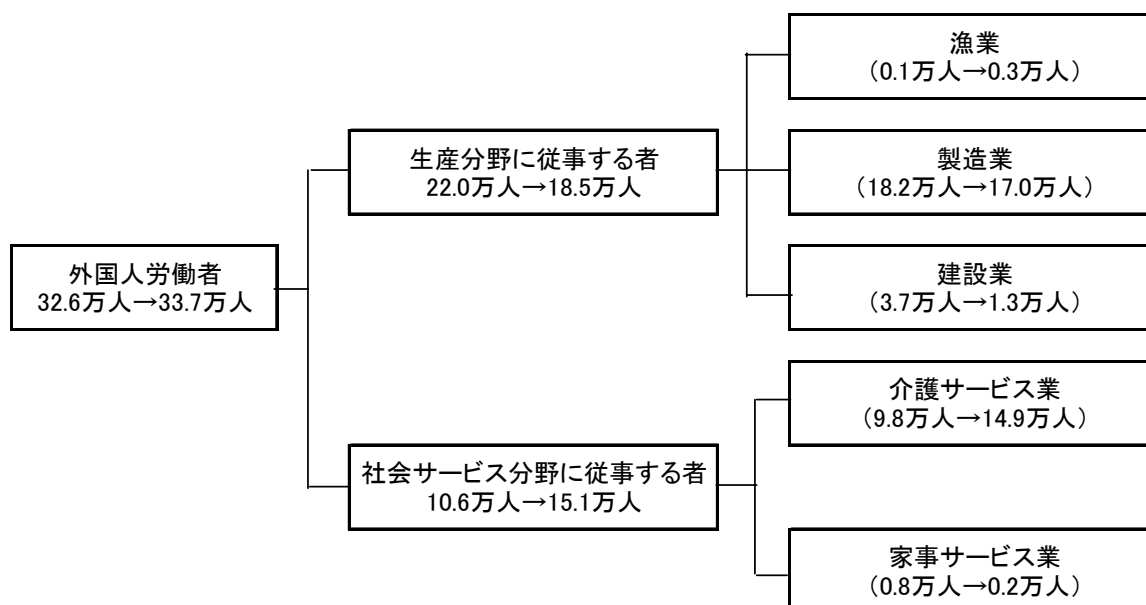 外国人労働者
32.6万人→33.7万人
生産分野に従事する者
22.0万人→18.5万人
漁業
(0.1万人→0.3万人)
製造業
(18.2万人→17.0万人)
建設業
(3.7万人→1.3万人)
社会サービス分野に従事する者
10.6万人→15.1万人
介護サービス業
(9.8万人→14.9万人)
家事サービス業
(0.8万人→0.2万人)